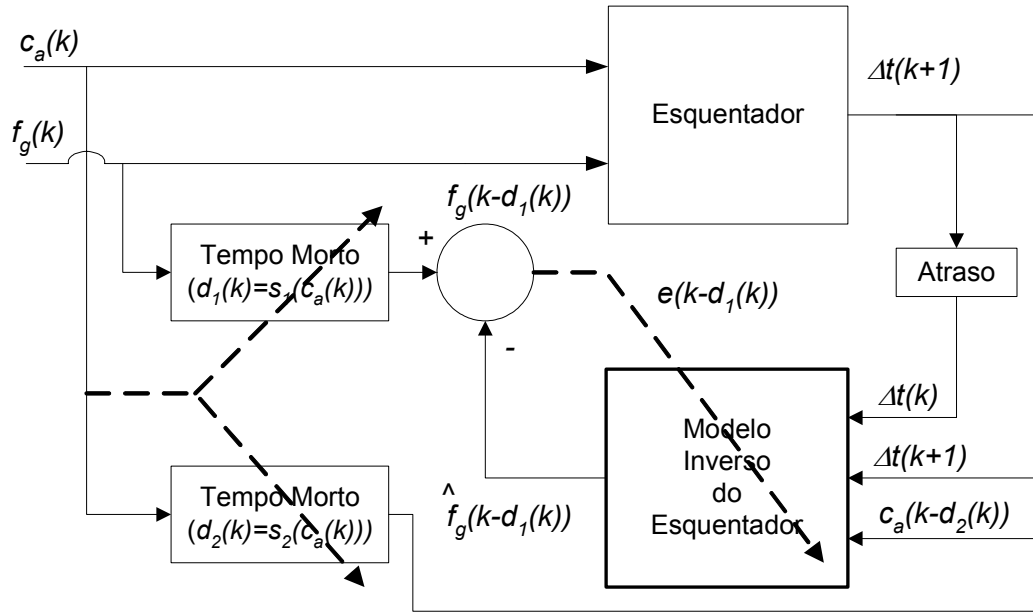 c_a(k)
Δt(k+1)
Esquentador
f_g(k)
f_g(k-d_1(k))
+
Tempo Morto
(d_1(k)=s_1(c_a(k)))
Atraso
e(k-d_1(k))
-
Δt(k)
Modelo
Inverso
do
Esquentador
Δt(k+1)
Tempo Morto
(d_2(k)=s_2(c_a(k)))
f̂_g(k-d_1(k))
c_a(k-d_2(k))